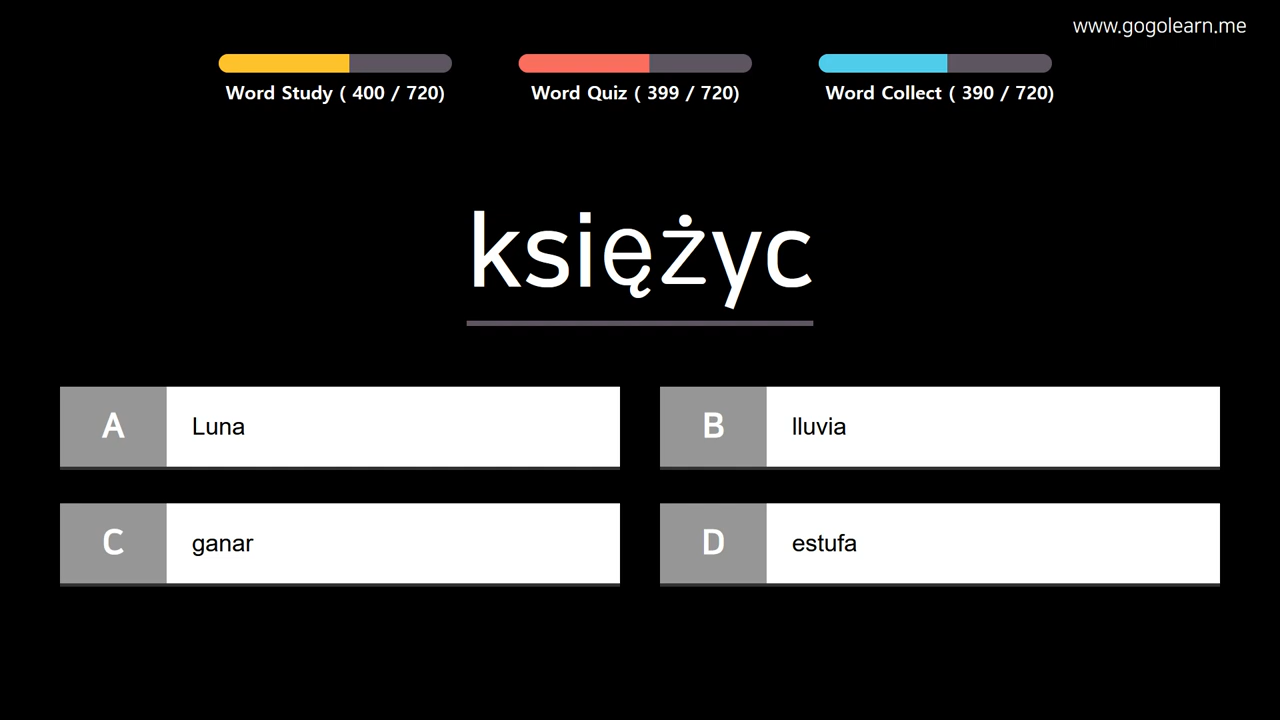 www.gogolearn.me
Word Study ( 400 / 720)
Word Quiz ( 399 / 720)
Word Collect ( 390 / 720)
księżyc
A Luna
B lluvia
C ganar
D estufa